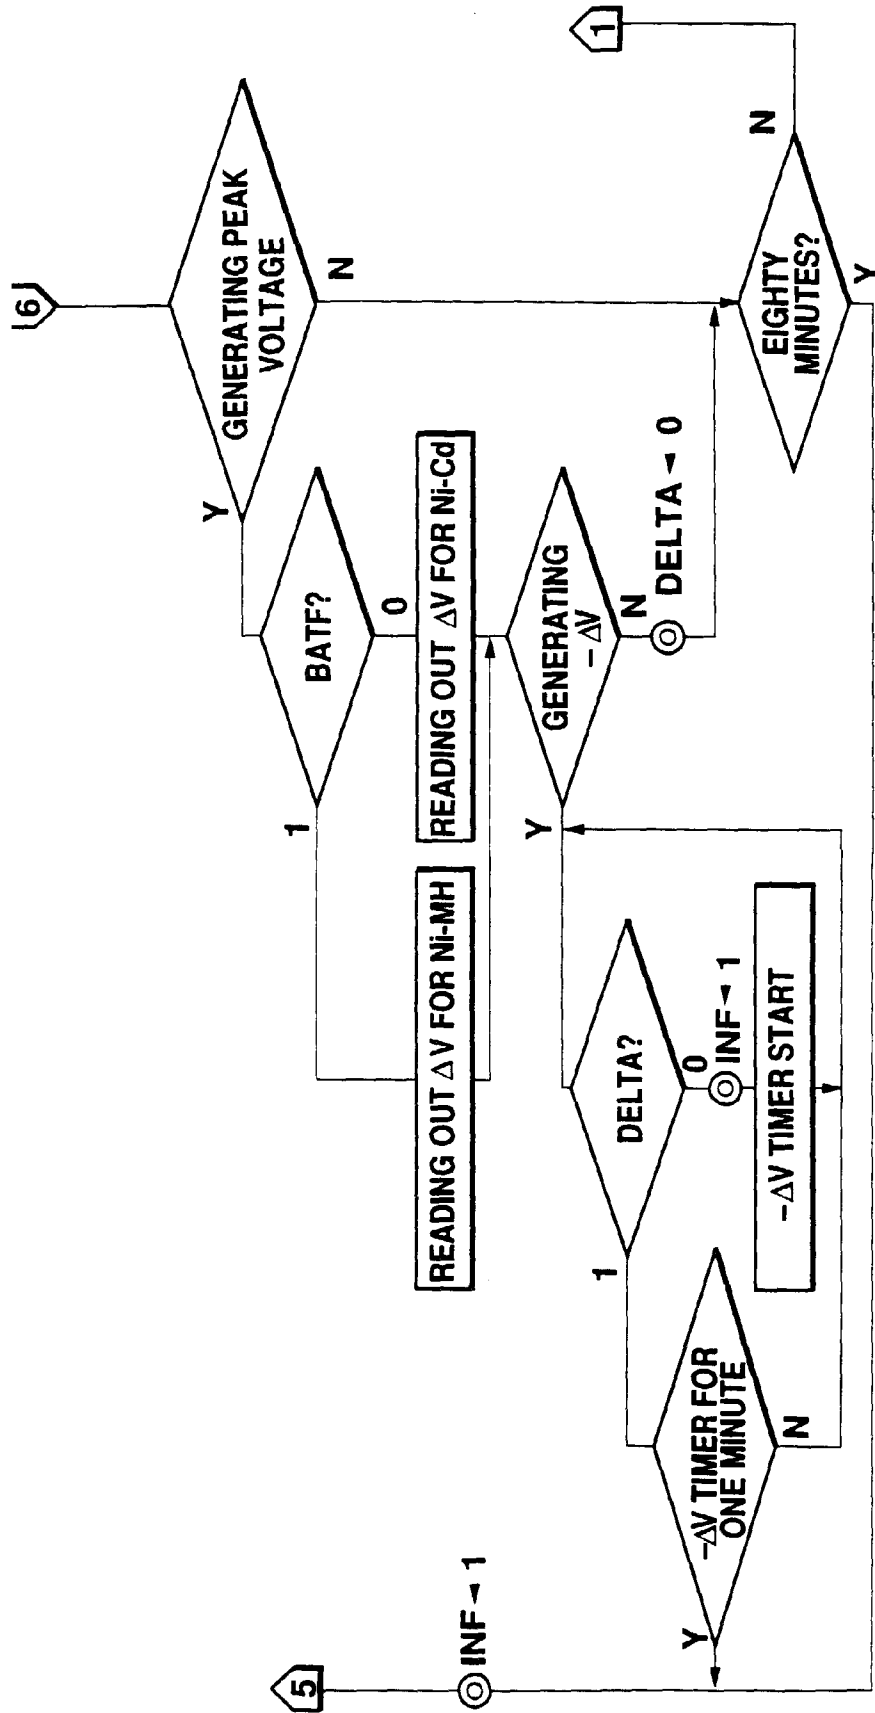 6
GENERATING PEAK
VOLTAGE
Y
N
BATF?
1
0
READING OUT ΔV FOR Ni-MH
READING OUT ΔV FOR Ni-Cd
GENERATING
−ΔV
Y
N
DELTA ◄ 0
DELTA?
1
0
INF ◄ 1
−ΔV TIMER START
−ΔV TIMER FOR
ONE MINUTE
Y
N
EIGHTY
MINUTES?
N
Y
1
INF ◄ 1
5